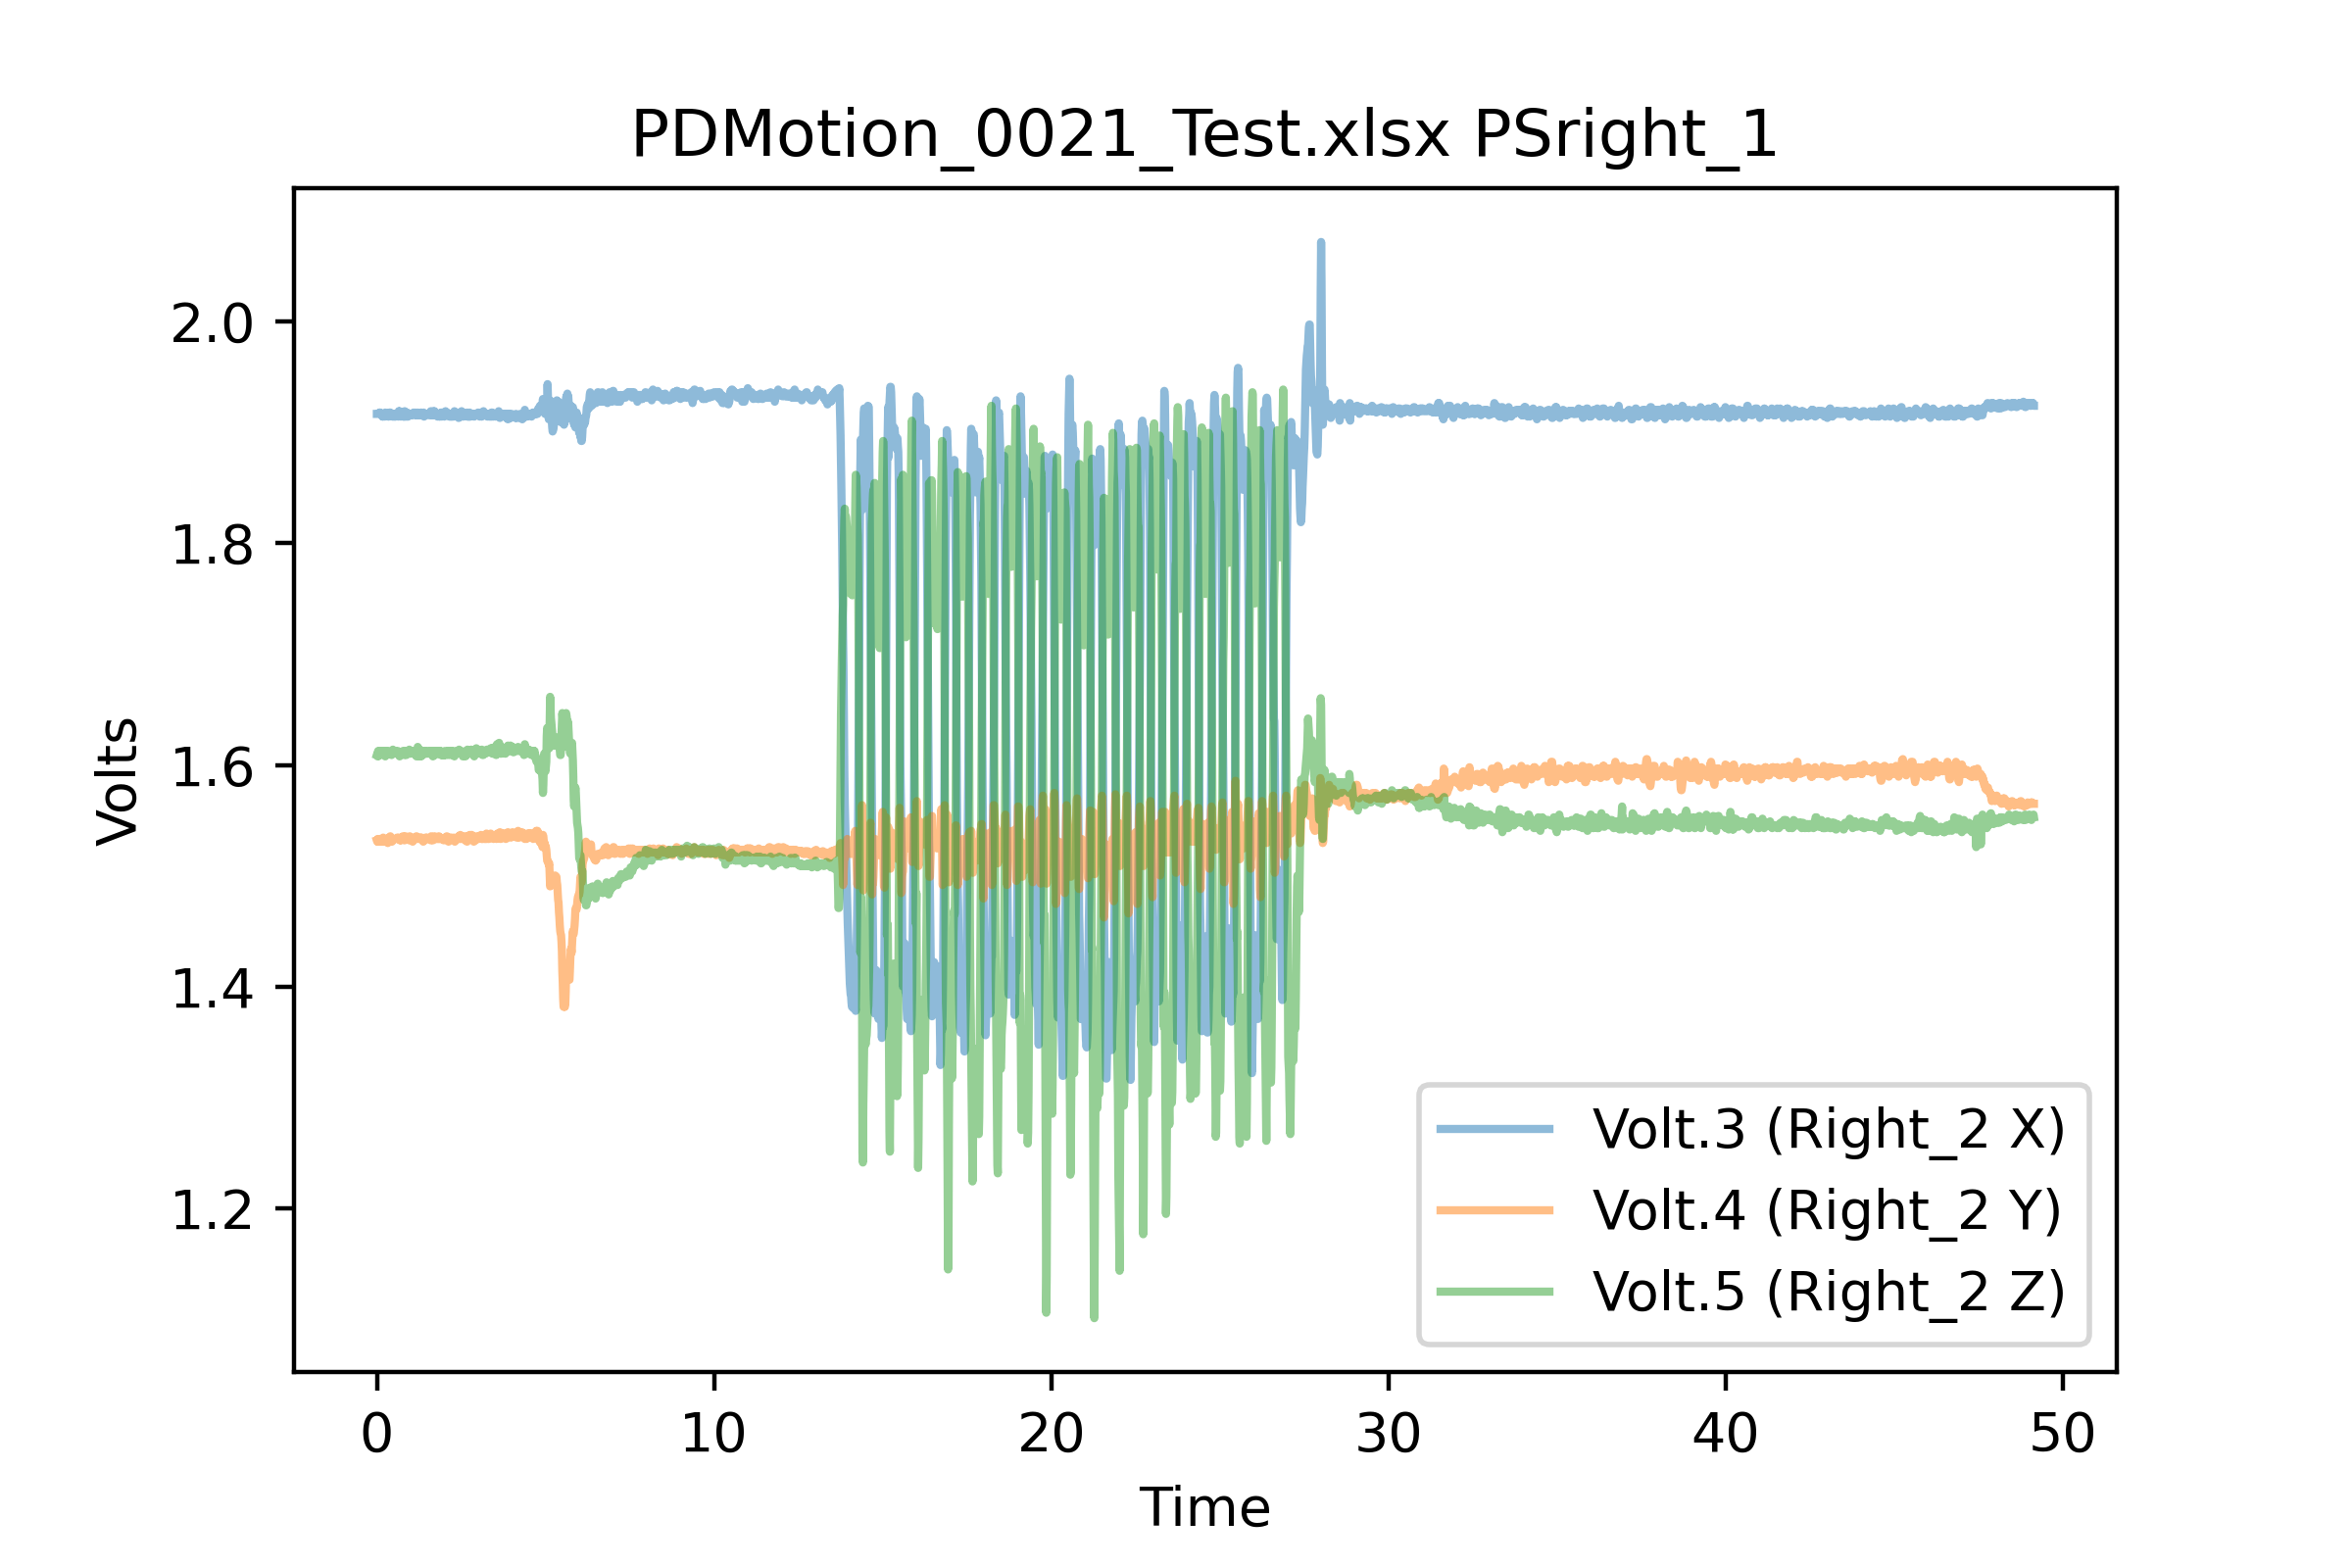 PDMotion_0021_Test.xlsx PSright_1
Volts
2.0
1.8
1.6
1.4
1.2
Volt.3 (Right_2 X)
Volt.4 (Right_2 Y)
Volt.5 (Right_2 Z)
0 10 20 30 40 50
Time